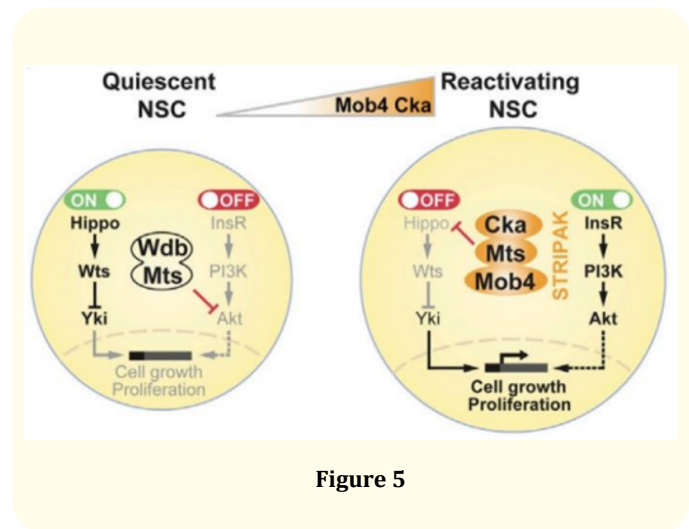 Quiescent
NSC
Mob4 Cka
Reactivating
NSC
ON
OFF
Hippo
InsR
Wdb
Mts
Wts
PI3K
Yki
Akt
Cell growth
Proliferation
OFF
ON
Hippo
InsR
Cka
Mts
Mob4
STRIPAK
Wts
PI3K
Yki
Akt
Cell growth
Proliferation
Figure 5